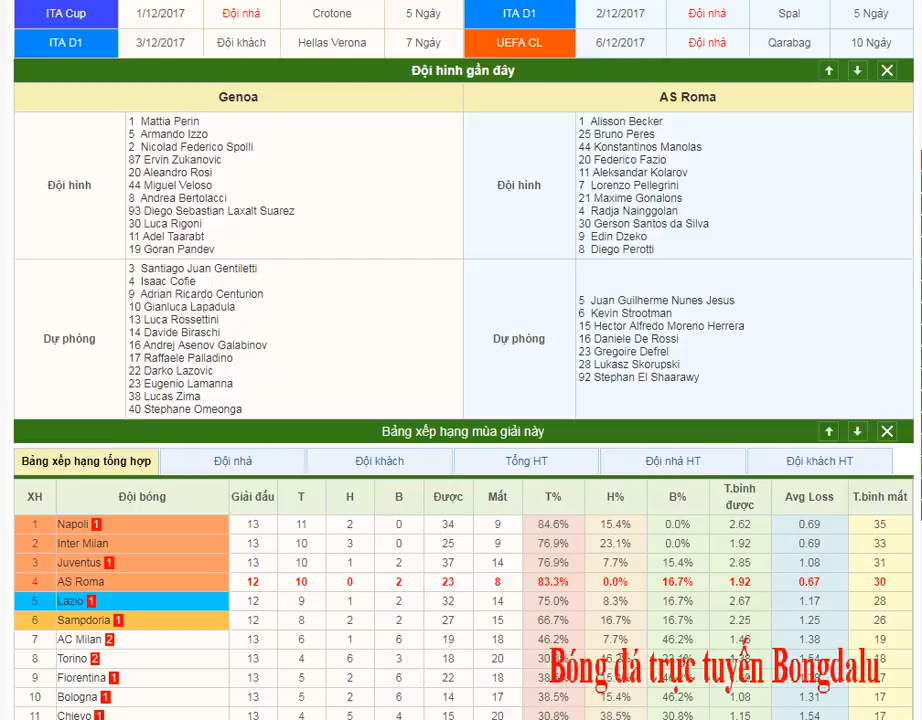 ITA Cup 1/12/2017 Đội nhà Crotone 5 Ngày ITA D1 2/12/2017 Đội nhà Spal 5 Ngày
ITA D1 3/12/2017 Đội khách Hellas Verona 7 Ngày UEFA CL 6/12/2017 Đội nhà Qarabag 10 Ngày
Đội hình gần đây
Genoa AS Roma
Đội hình
1 Mattia Perin
5 Armando Izzo
2 Nicolad Federico Spolli
87 Ervin Zukanovic
20 Aleandro Rosi
44 Miguel Veloso
8 Andrea Bertolacci
93 Diego Sebastian Laxalt Suarez
30 Luca Rigoni
11 Adel Taarabt
19 Goran Pandev
Đội hình
1 Alisson Becker
25 Bruno Peres
44 Konstantinos Manolas
20 Federico Fazio
11 Aleksandar Kolarov
7 Lorenzo Pellegrini
21 Maxime Gonalons
4 Radja Nainggolan
30 Gerson Santos da Silva
9 Edin Dzeko
8 Diego Perotti
Dự phòng
3 Santiago Juan Gentiletti
4 Isaac Cofie
9 Adrian Ricardo Centurion
10 Gianluca Lapadula
13 Luca Rossettini
14 Davide Biraschi
16 Andrej Asenov Galabinov
17 Raffaele Palladino
22 Darko Lazovic
23 Eugenio Lamanna
38 Lucas Zima
40 Stephane Omeonga
Dự phòng
5 Juan Guilherme Nunes Jesus
6 Kevin Strootman
15 Hector Alfredo Moreno Herrera
16 Daniele De Rossi
23 Gregoire Defrel
28 Lukasz Skorupski
92 Stephan El Shaarawy
Bảng xếp hạng mùa giải này
Bảng xếp hạng tổng hợp Đội nhà Đội khách Tổng HT Đội nhà HT Đội khách HT
XH Đội bóng Giải đấu T H B Được Mất T% H% B% T.bình được Avg Loss T.bình mất
1 Napoli 1 13 11 2 0 34 9 84.6% 15.4% 0.0% 2.62 0.69 35
2 Inter Milan 13 10 3 0 25 9 76.9% 23.1% 0.0% 1.92 0.69 33
3 Juventus 1 13 10 1 2 37 14 76.9% 7.7% 15.4% 2.85 1.08 31
4 AS Roma 12 10 0 2 23 8 83.3% 0.0% 16.7% 1.92 0.67 30
5 Lazio 1 12 9 1 2 32 14 75.0% 8.3% 16.7% 2.67 1.17 28
6 Sampdoria 1 12 8 2 2 27 15 66.7% 16.7% 16.7% 2.25 1.25 26
7 AC Milan 2 13 6 1 6 19 18 46.2% 7.7% 46.2% 1.46 1.38 19
8 Torino 2 13 4 6 3 18 20 1.54 18
9 Fiorentina 1 13 5 2 6 22 18 17
10 Bologna 1 13 5 2 6 14 17 38.5% 15.4% 46.2% 1.08 1.31 17
11 Chievo 1 13 4 5 4 15 20 30.8% 38.5% 30.8% 1.15 1.54 17
Bóng đá trực tuyến Bongdalu